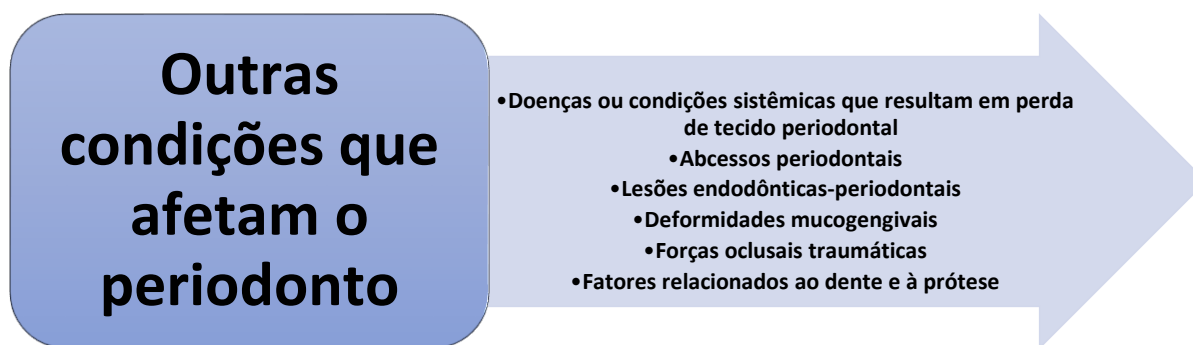 Outras
condições que
afetam o
periodonto
•Doenças ou condições sistêmicas que resultam em perda
de tecido periodontal
•Abcessos periodontais
•Lesões endodônticas-periodontais
•Deformidades mucogengivais
•Forças oclusais traumáticas
•Fatores relacionados ao dente e à prótese